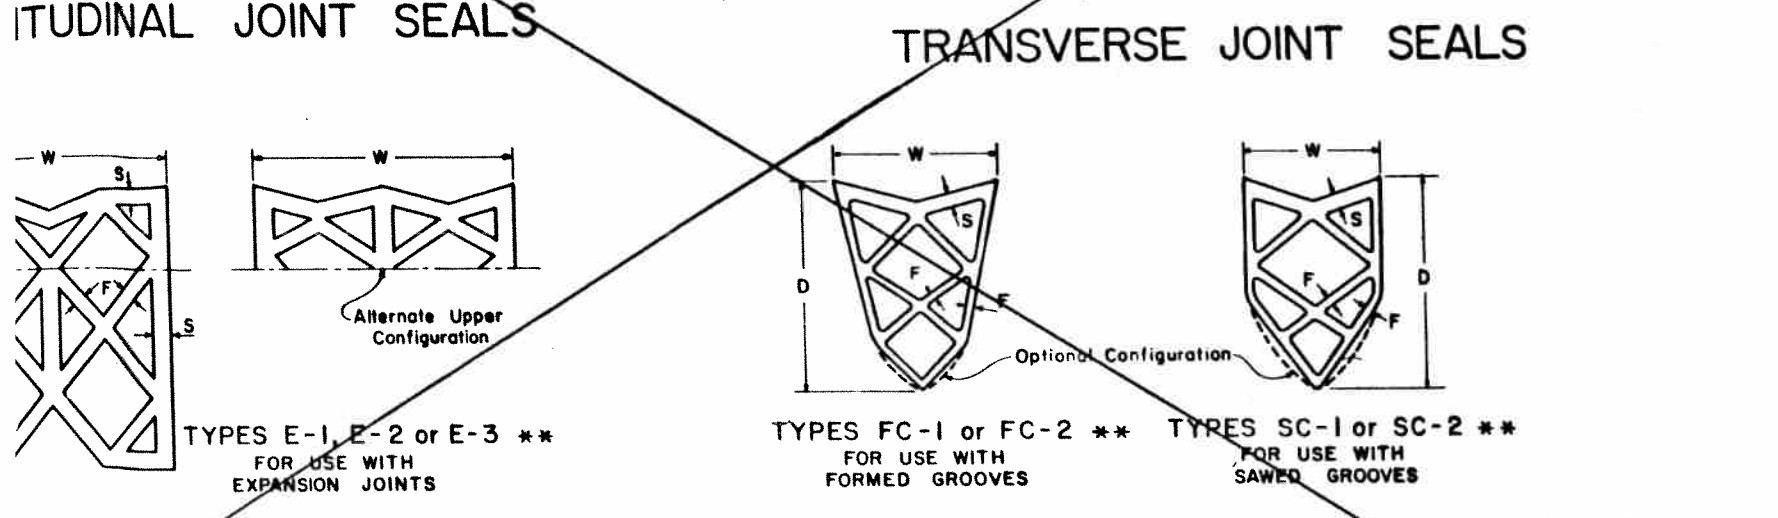 ITUDINAL JOINT SEALS
TRANSVERSE JOINT SEALS
W
S
F
S
W
Alternate Upper
Configuration
TYPES E-1, E-2 or E-3 **
FOR USE WITH
EXPANSION JOINTS
W
S
D
F
F
Optional Configuration
TYPES FC-1 or FC-2 **
FOR USE WITH
FORMED GROOVES
W
S
D
F
F
TYPES SC-1 or SC-2 **
FOR USE WITH
SAWED GROOVES